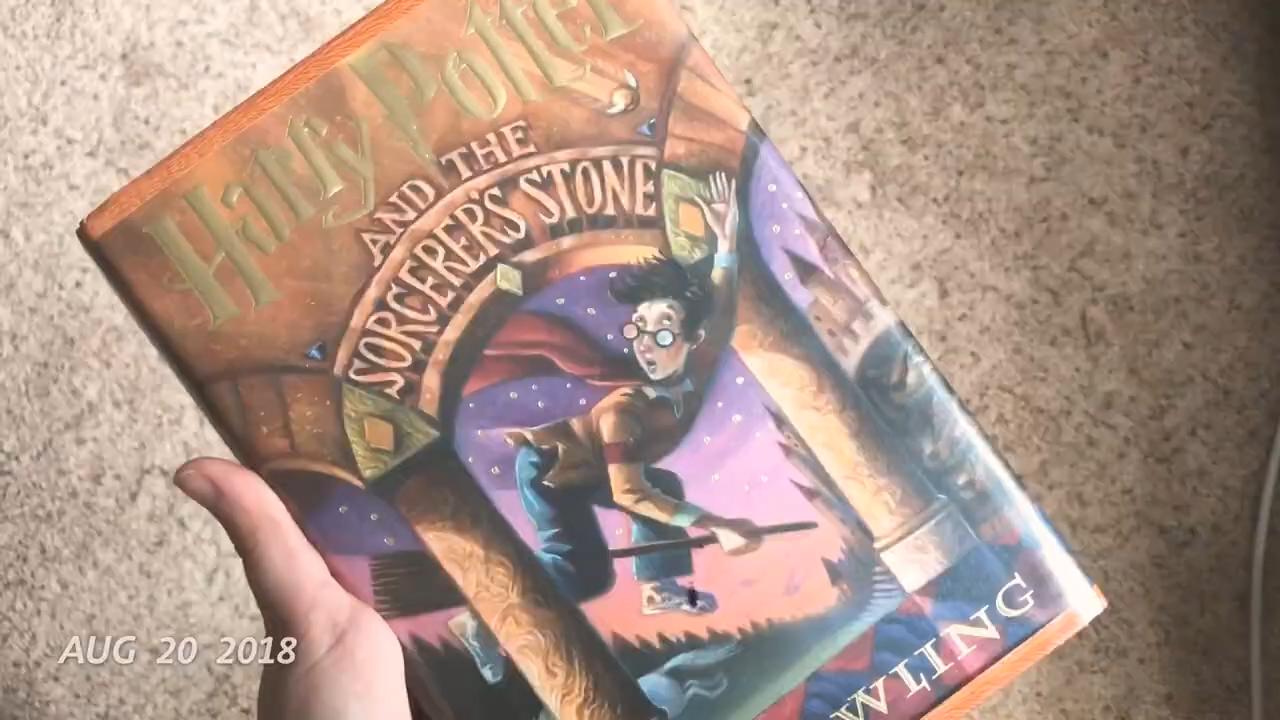 Harry Potter
AND THE
SORCERER'S STONE
WLING
AUG 20 2018